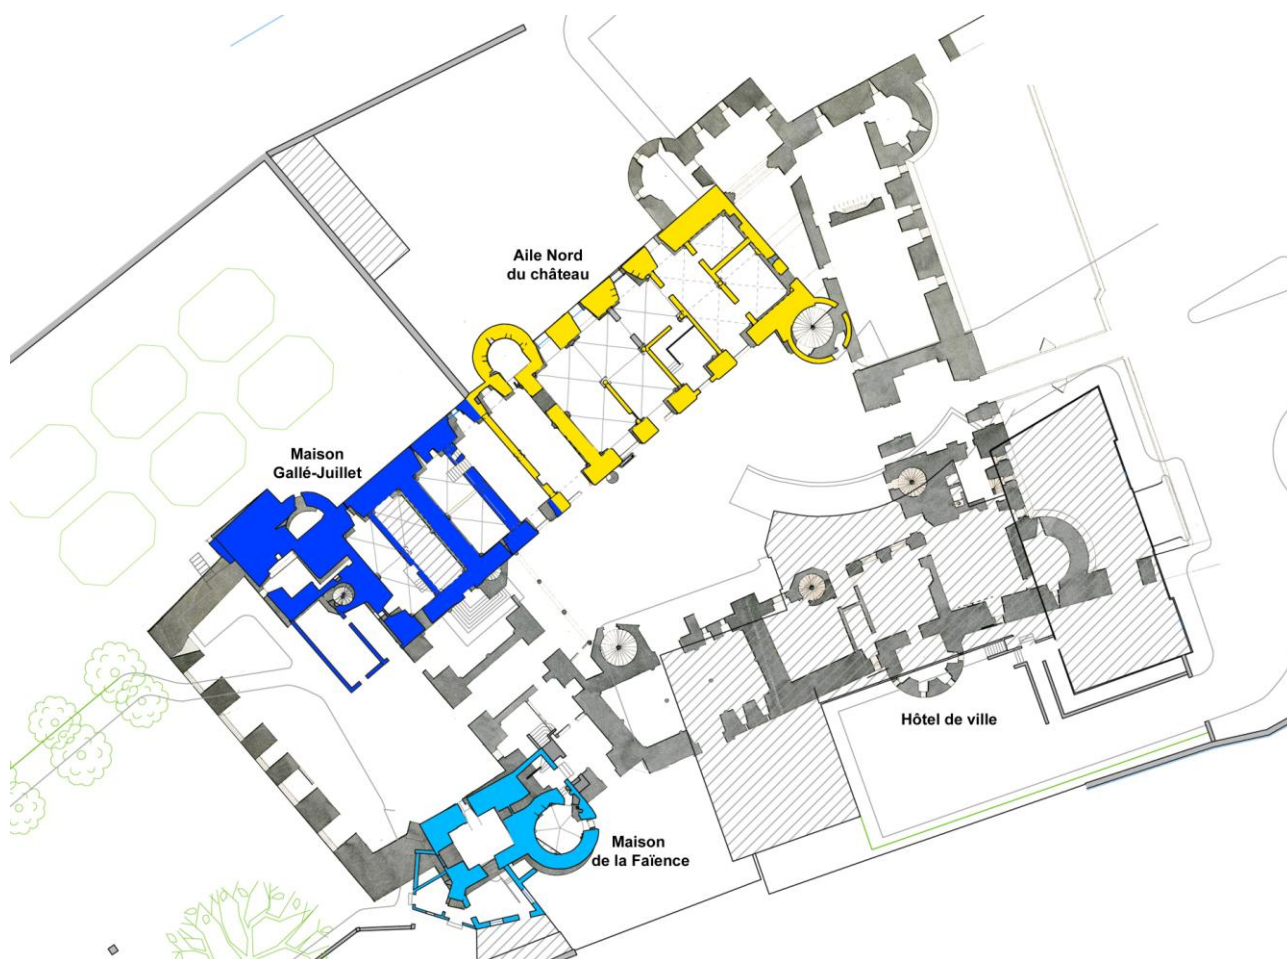 Aile Nord
du château
Maison
Gallé-Juillet
Hôtel de ville
Maison
de la Faïence